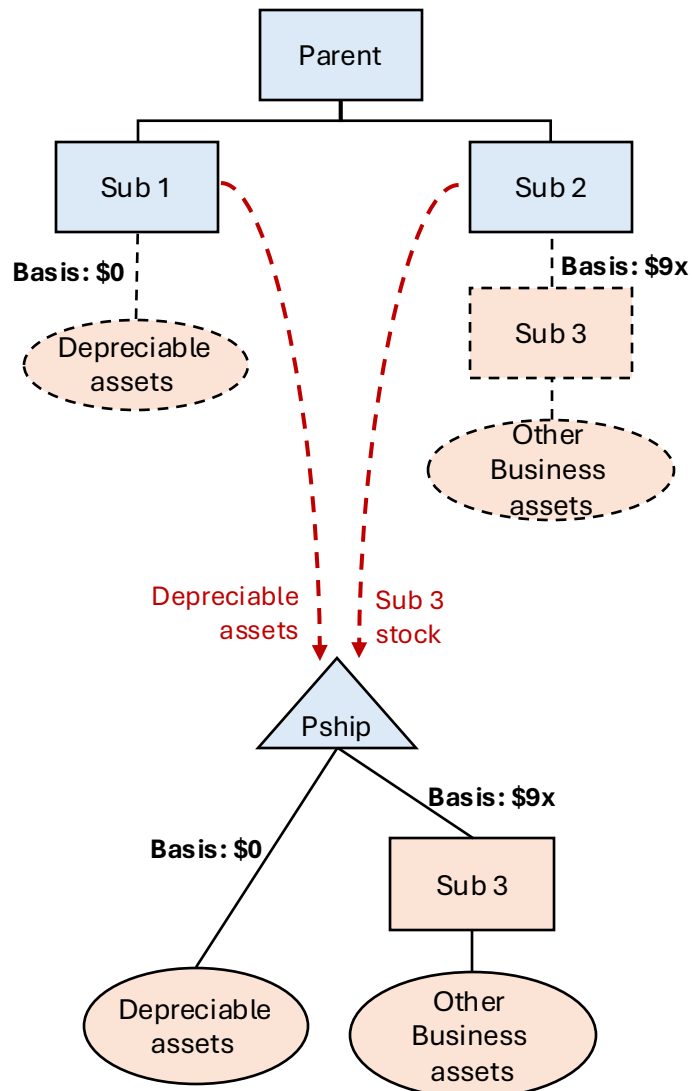 Parent
Sub 1
Sub 2
Basis: $0
Basis: $9x
Depreciable
assets
Sub 3
Other
Business
assets
Depreciable
assets
Sub 3
stock
Pship
Basis: $9x
Basis: $0
Sub 3
Depreciable
assets
Other
Business
assets